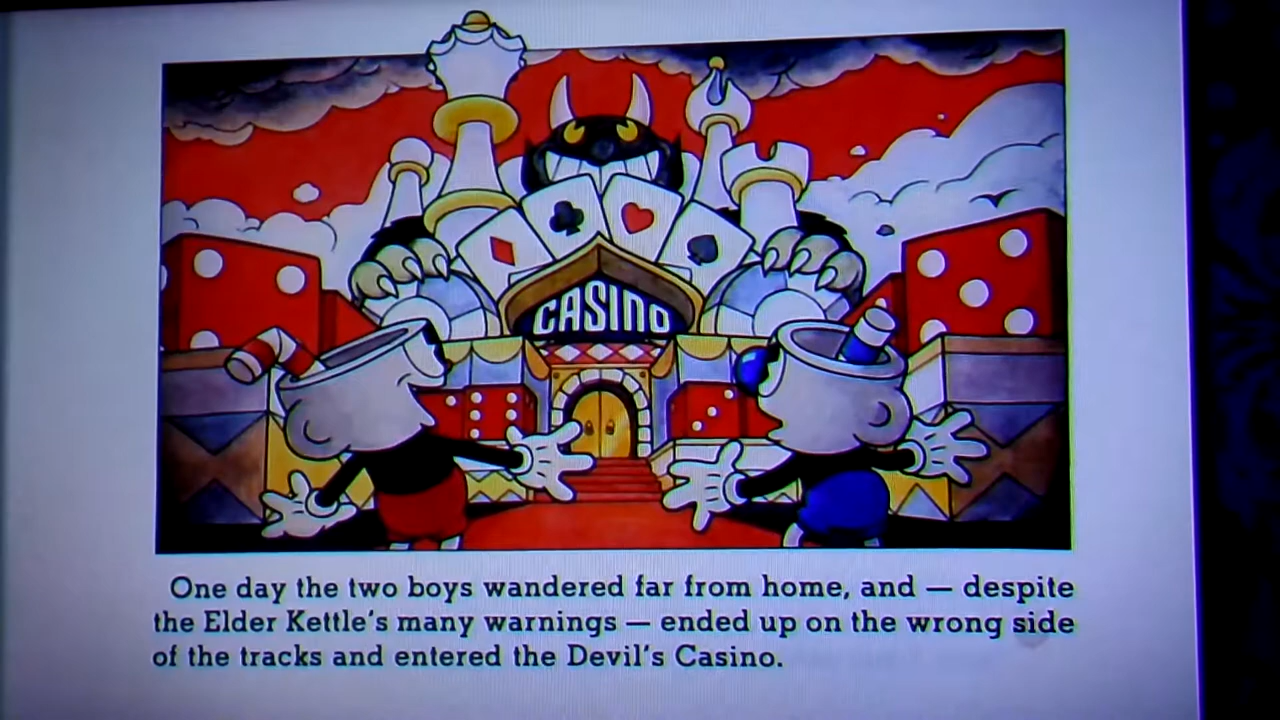 CASINO
One day the two boys wandered far from home, and — despite
the Elder Kettle's many warnings — ended up on the wrong side
of the tracks and entered the Devil's Casino.